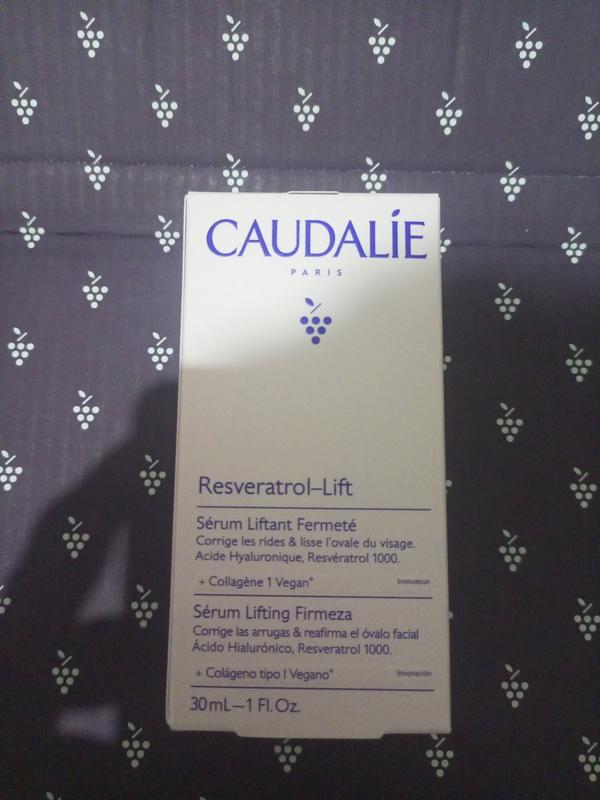 CAUDALÍE
PARIS
Resveratrol–Lift
Sérum Liftant Fermeté
Corrige les rides & lisse l'ovale du visage.
Acide Hyaluronique, Resvératrol 1000.
+ Collagène 1 Vegan*
Innovation
Sérum Lifting Firmeza
Corrige las arrugas & reafirma el óvalo facial
Ácido Hialurónico, Resveratrol 1000.
+ Colágeno tipo I Vegano*
Innovación
30mL–1 Fl.Oz.